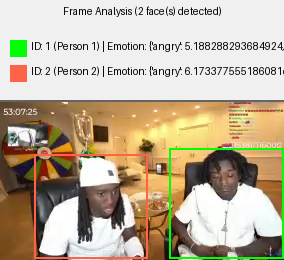 Frame Analysis (2 face(s) detected)
ID: 1 (Person 1) | Emotion: {'angry': 5.188288293684924,
ID: 2 (Person 2) | Emotion: {'angry': 6.173377555186081
53:07:25